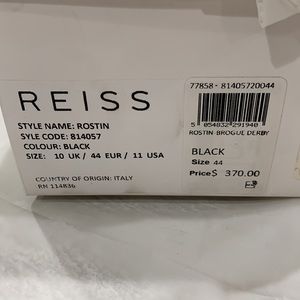 REISS
STYLE NAME: ROSTIN
SYLE CODE: 814057
COLOUR: BLACK
SIZE: 10 UK / 44 EUR / 11 USA
COUNTRY OF ORIGIN: ITALY
RN 114836
77858- 81405720044
5 054832 291940
ROSTIN-BROGUE DERBY
BLACK
Size 44
Price$ 370.00